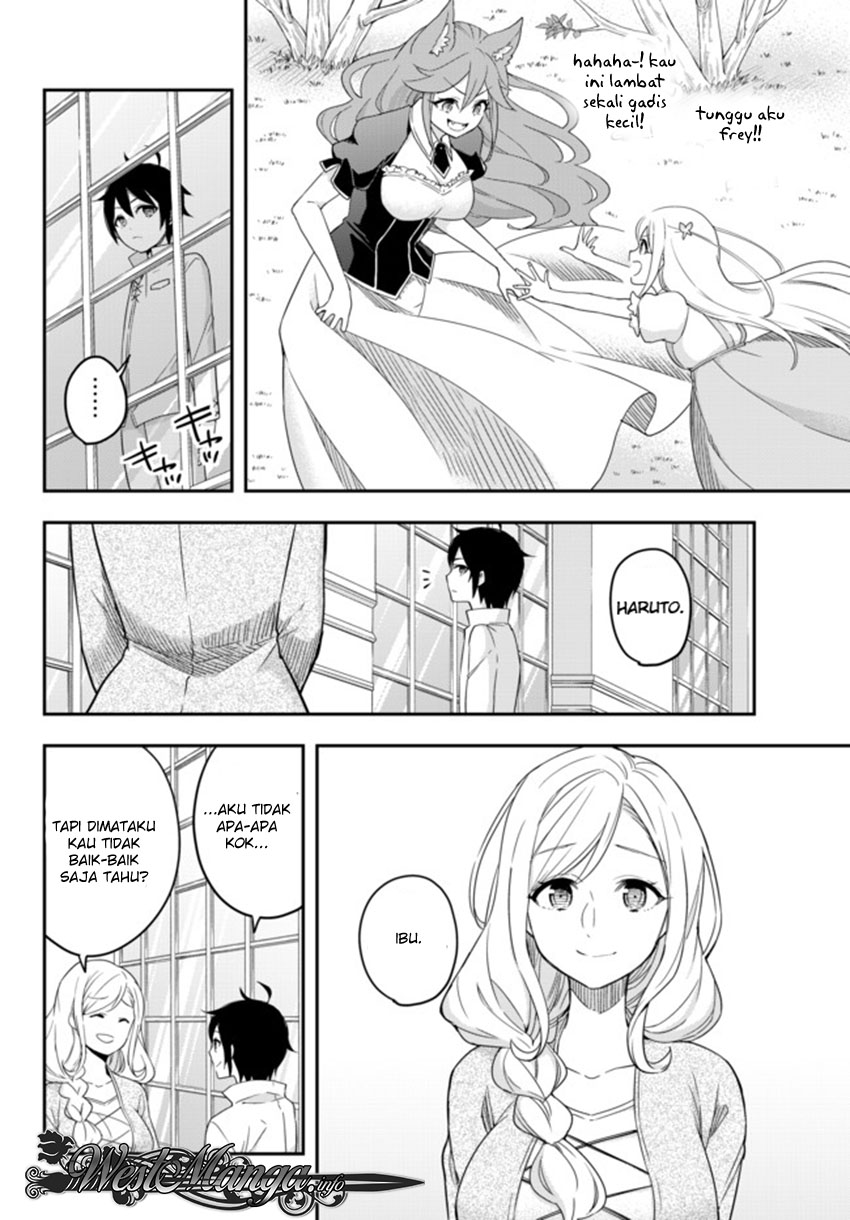 hahaha-! kau
ini lambat
sekali gadis
kecil!
tunggu aku
frey!!
......
キャッ
キャッ
HARUTO.
IBU.
...AKU TIDAK
APA-APA
KOK...
TAPI DIMATAKU
KAU TIDAK
BAIK-BAIK
SAJA TAHU?
WestManga.info